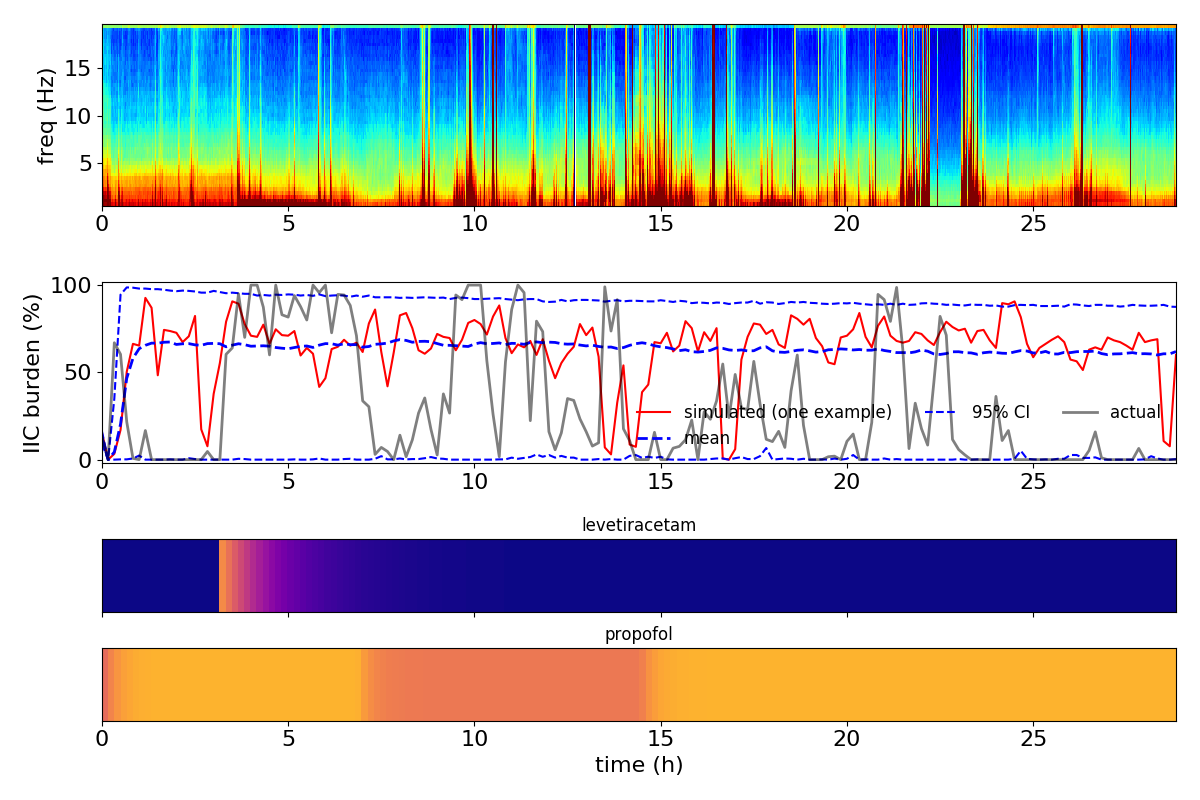 freq (Hz)
15
10
5
0 5 10 15 20 25
IIC burden (%)
100
50
0
simulated (one example) 95% CI actual
mean
0 5 10 15 20 25
levetiracetam
propofol
0 5 10 15 20 25
time (h)